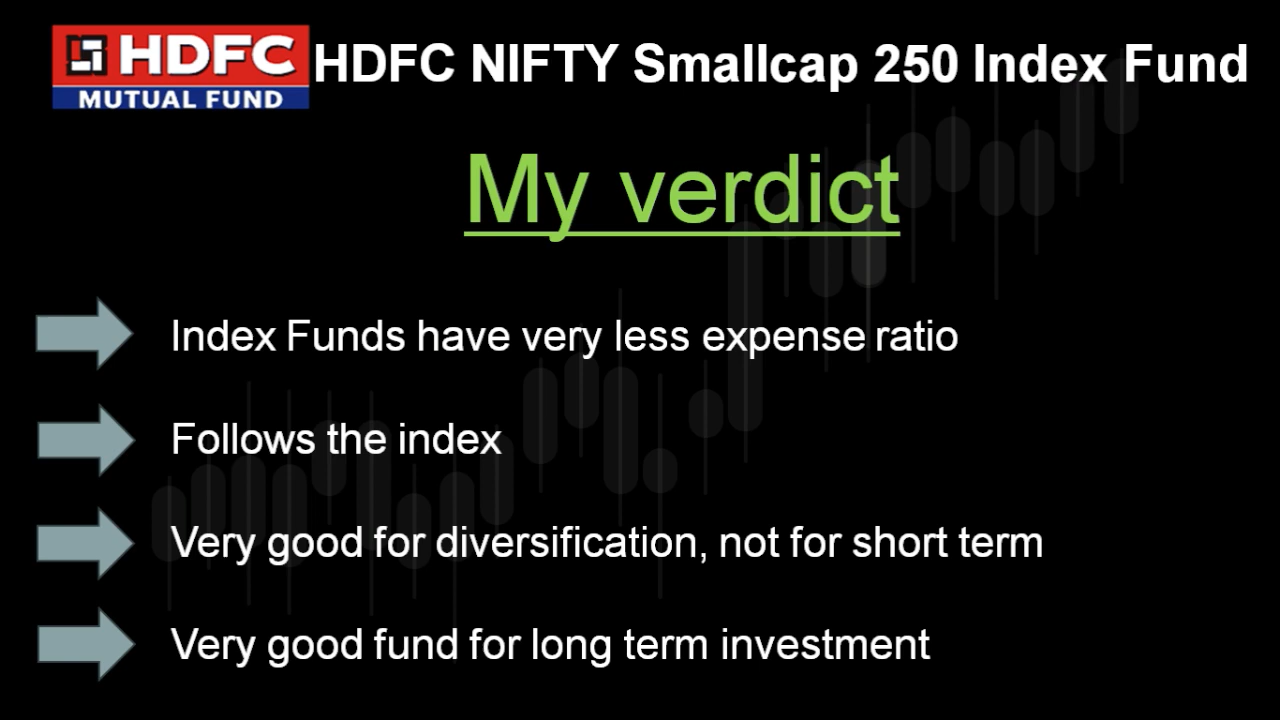 HDFC
MUTUAL FUND
HDFC NIFTY Smallcap 250 Index Fund
My verdict
Index Funds have very less expense ratio
Follows the index
Very good for diversification, not for short term
Very good fund for long term investment